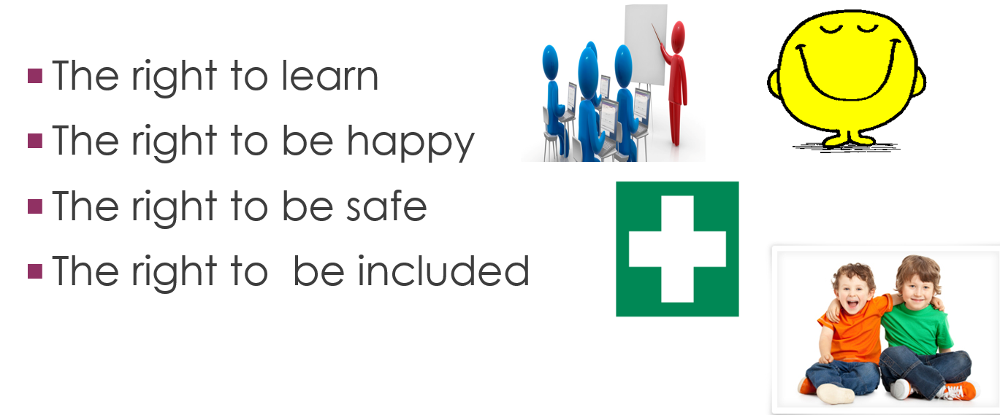 The right to learn
The right to be happy
The right to be safe
The right to  be included